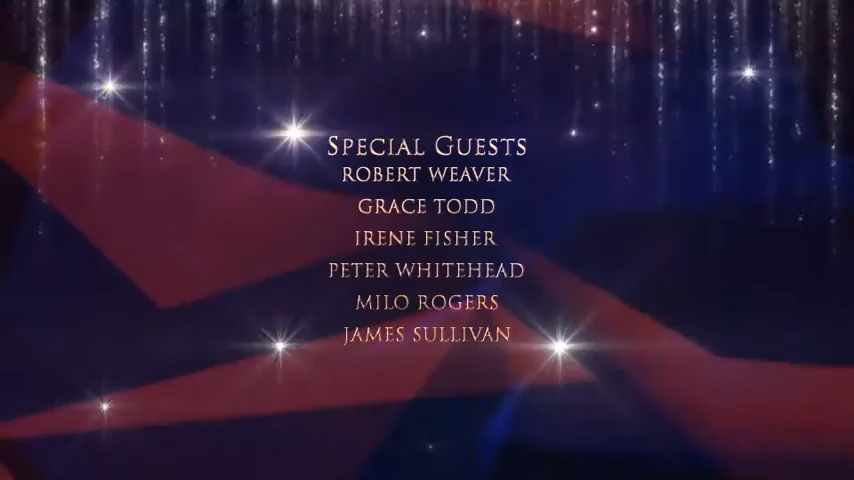 Special Guests
ROBERT WEAVER
GRACE TODD
IRENE FISHER
PETER WHITEHEAD
MILO ROGERS
JAMES SULLIVAN